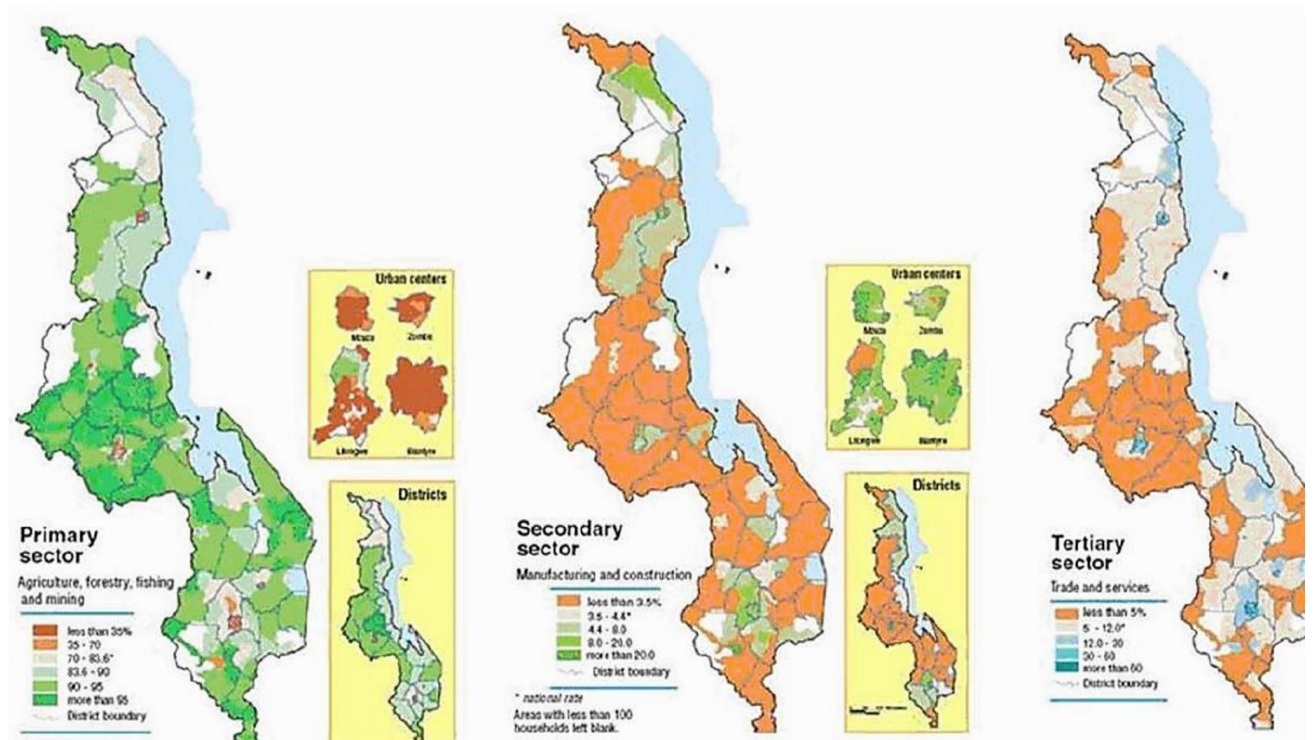 Urban centers
Zomba
Lilongwe
Blantyre
Districts
Primary
sector
Agriculture, forestry, fishing
and mining
less than 35%
35 - 70
70 - 83.6*
83.6 - 90
90 - 95
more than 95
District boundary
Urban centers
Zomba
Lilongwe
Blantyre
Districts
Secondary
sector
Manufacturing and construction
less than 3.5%
3.5 - 4.4*
4.4 - 8.0
8.0 - 20.0
more than 20.0
District boundary
* national rate
Areas with less than 100
households left blank.
Tertiary
sector
Trade and services
less than 5%
5 - 12.0*
12.0 - 30
30 - 60
more than 60
District boundary